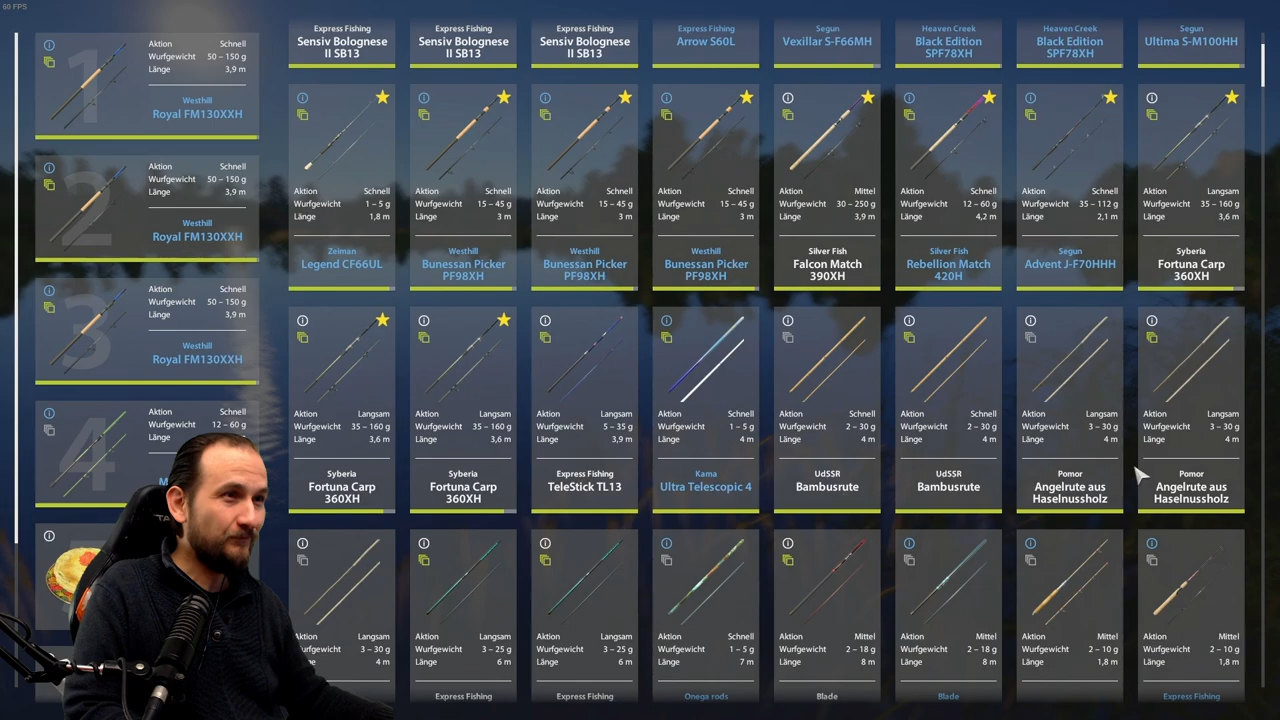 60 FPS
1
Aktion Schnell
Wurfgewicht 50 – 150 g
Länge 3,9 m
Westhill
Royal FM130XXH
2
Aktion Schnell
Wurfgewicht 50 – 150 g
Länge 3,9 m
Westhill
Royal FM130XXH
3
Aktion Schnell
Wurfgewicht 50 – 150 g
Länge 3,9 m
Westhill
Royal FM130XXH
4
Aktion Schnell
Wurfgewicht 12 – 60 g
Länge
Express Fishing
Sensiv Bolognese
II SB13
Express Fishing
Sensiv Bolognese
II SB13
Express Fishing
Sensiv Bolognese
II SB13
Express Fishing
Arrow S60L
Segun
Vexillar S-F66MH
Heaven Creek
Black Edition
SPF78XH
Heaven Creek
Black Edition
SPF78XH
Segun
Ultima S-M100HH
Aktion Schnell
Wurfgewicht 1 – 5 g
Länge 1,8 m
Zeiman
Legend CF66UL
Aktion Schnell
Wurfgewicht 15 – 45 g
Länge 3 m
Westhill
Bunessan Picker
PF98XH
Aktion Schnell
Wurfgewicht 15 – 45 g
Länge 3 m
Westhill
Bunessan Picker
PF98XH
Aktion Schnell
Wurfgewicht 15 – 45 g
Länge 3 m
Westhill
Bunessan Picker
PF98XH
Aktion Mittel
Wurfgewicht 30 – 250 g
Länge 3,9 m
Silver Fish
Falcon Match
390XH
Aktion Schnell
Wurfgewicht 12 – 60 g
Länge 4,2 m
Silver Fish
Rebellion Match
420H
Aktion Schnell
Wurfgewicht 35 – 112 g
Länge 2,1 m
Segun
Advent J-F70HHH
Aktion Langsam
Wurfgewicht 35 – 160 g
Länge 3,6 m
Syberia
Fortuna Carp
360XH
Aktion Langsam
Wurfgewicht 35 – 160 g
Länge 3,6 m
Syberia
Fortuna Carp
360XH
Aktion Langsam
Wurfgewicht 35 – 160 g
Länge 3,6 m
Syberia
Fortuna Carp
360XH
Aktion Langsam
Wurfgewicht 5 – 35 g
Länge 3,9 m
Express Fishing
TeleStick TL13
Aktion Schnell
Wurfgewicht 1 – 5 g
Länge 4 m
Kama
Ultra Telescopic 4
Aktion Schnell
Wurfgewicht 2 – 30 g
Länge 4 m
UdSSR
Bambusrute
Aktion Schnell
Wurfgewicht 2 – 30 g
Länge 4 m
UdSSR
Bambusrute
Aktion Langsam
Wurfgewicht 3 – 30 g
Länge 4 m
Pomor
Angelrute aus
Haselnussholz
Aktion Langsam
Wurfgewicht 3 – 30 g
Länge 4 m
Pomor
Angelrute aus
Haselnussholz
Aktion Langsam
Wurfgewicht 3 – 30 g
4 m
Aktion Langsam
Wurfgewicht 3 – 25 g
Länge 6 m
Express Fishing
Aktion Langsam
Wurfgewicht 3 – 25 g
Länge 6 m
Express Fishing
Aktion Schnell
Wurfgewicht 1 – 5 g
Länge 7 m
Onega rods
Aktion Mittel
Wurfgewicht 2 – 18 g
Länge 8 m
Blade
Aktion Mittel
Wurfgewicht 2 – 18 g
Länge 8 m
Blade
Aktion Mittel
Wurfgewicht 2 – 10 g
Länge 1,8 m
Aktion Mittel
Wurfgewicht 2 – 10 g
Länge 1,8 m
Express Fishing